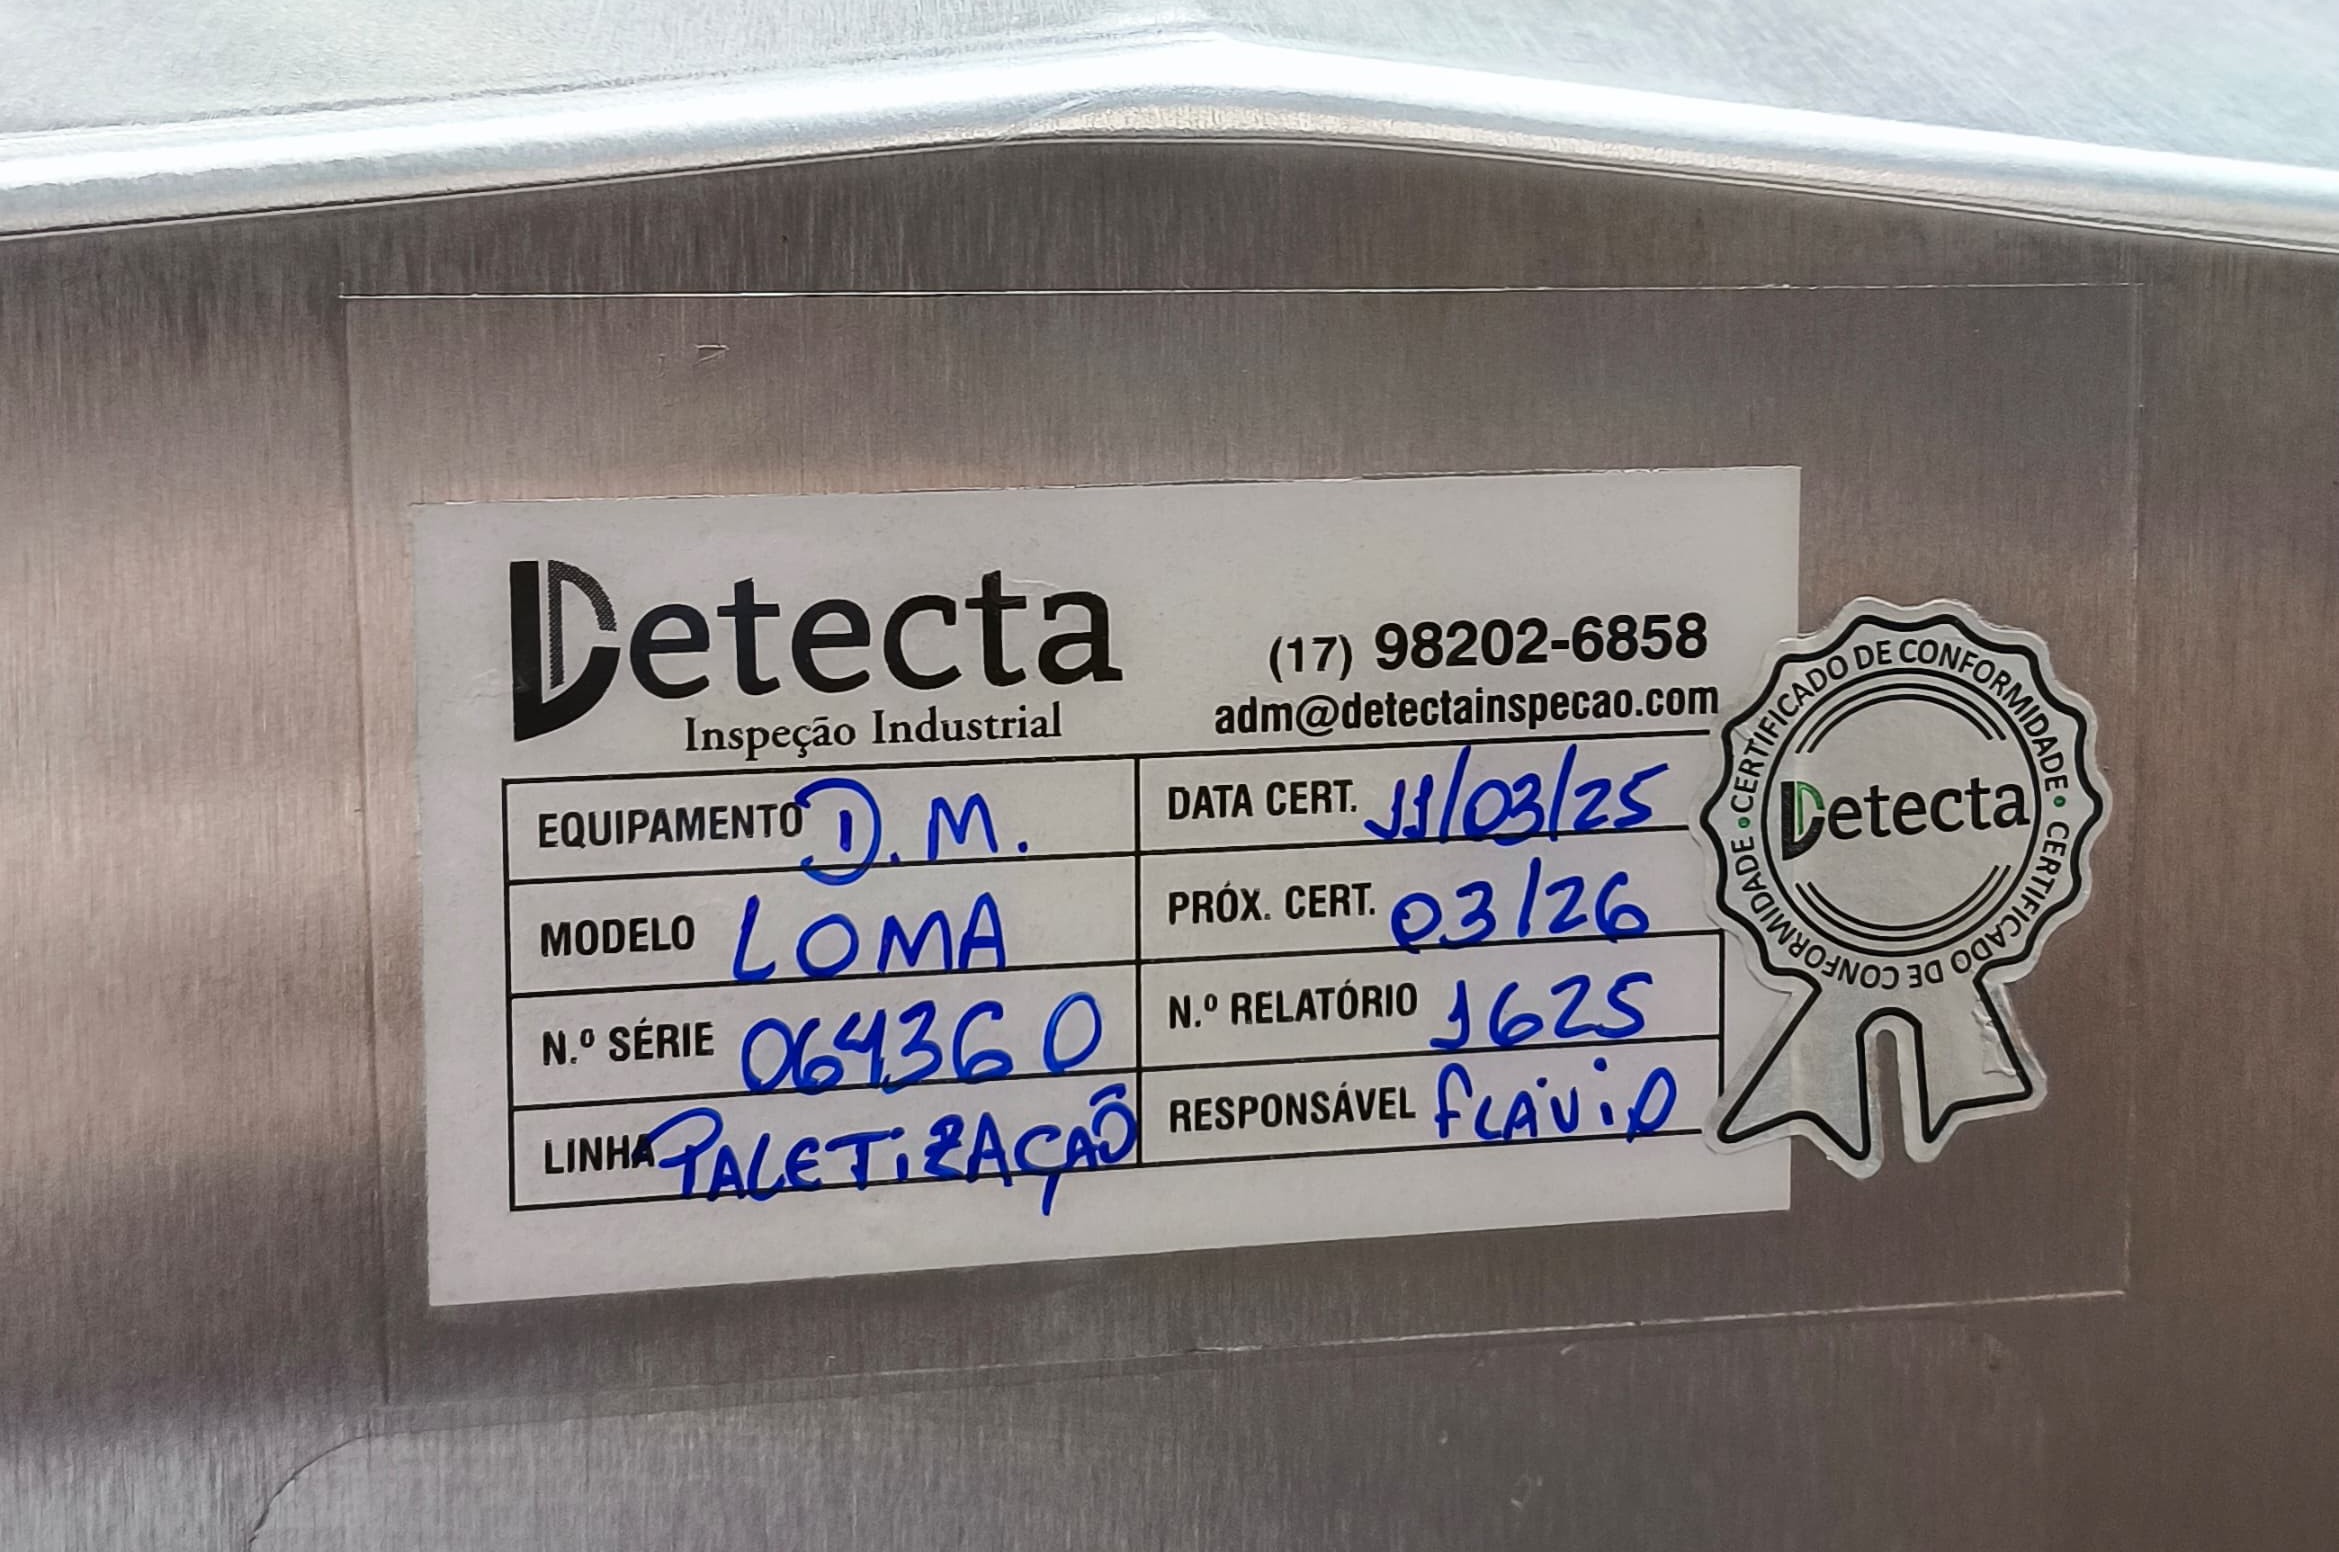 Detecta
Inspeção Industrial
(17) 98202-6858
adm@detectainspecao.com
EQUIPAMENTO D.M.
DATA CERT. 11/03/25
MODELO LOMA
PRÓX. CERT. 03/26
N.º SÉRIE 064360
N.º RELATÓRIO 1625
LINHA PALETIZAÇÃO
RESPONSÁVEL FLAViO
CERTIFICADO DE CONFORMIDADE
Detecta
CERTIFICADO DE CONFORMIDADE